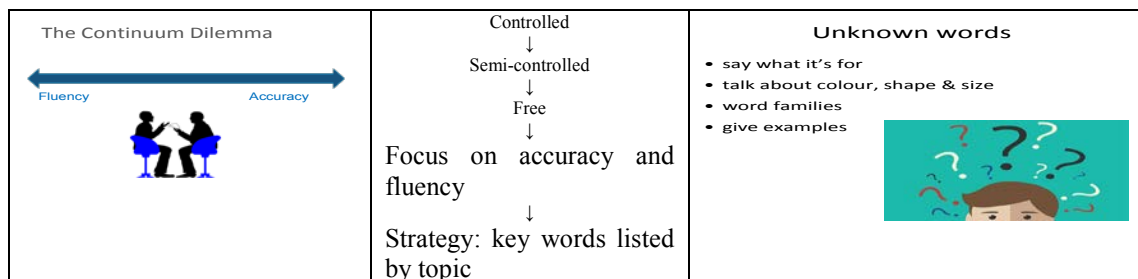 The Continuum Dilemma
Fluency
Accuracy
Controlled
↓
Semi-controlled
↓
Free
↓
Focus on accuracy and
fluency
↓
Strategy: key words listed
by topic
Unknown words
• say what it's for
• talk about colour, shape & size
• word families
• give examples